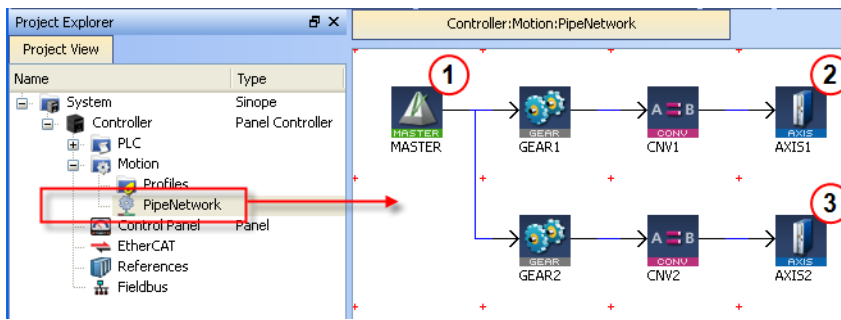 Project Explorer
Project View
Name Type
System Sinope
Controller Panel Controller
PLC
Motion
Profiles
PipeNetwork
Control Panel Panel
EtherCAT
References
Fieldbus
Controller:Motion:PipeNetwork
1
2
MASTER GEAR A B CONV AXIS
MASTER GEAR1 CNV1 AXIS1
3
GEAR A B CONV AXIS
GEAR2 CNV2 AXIS2